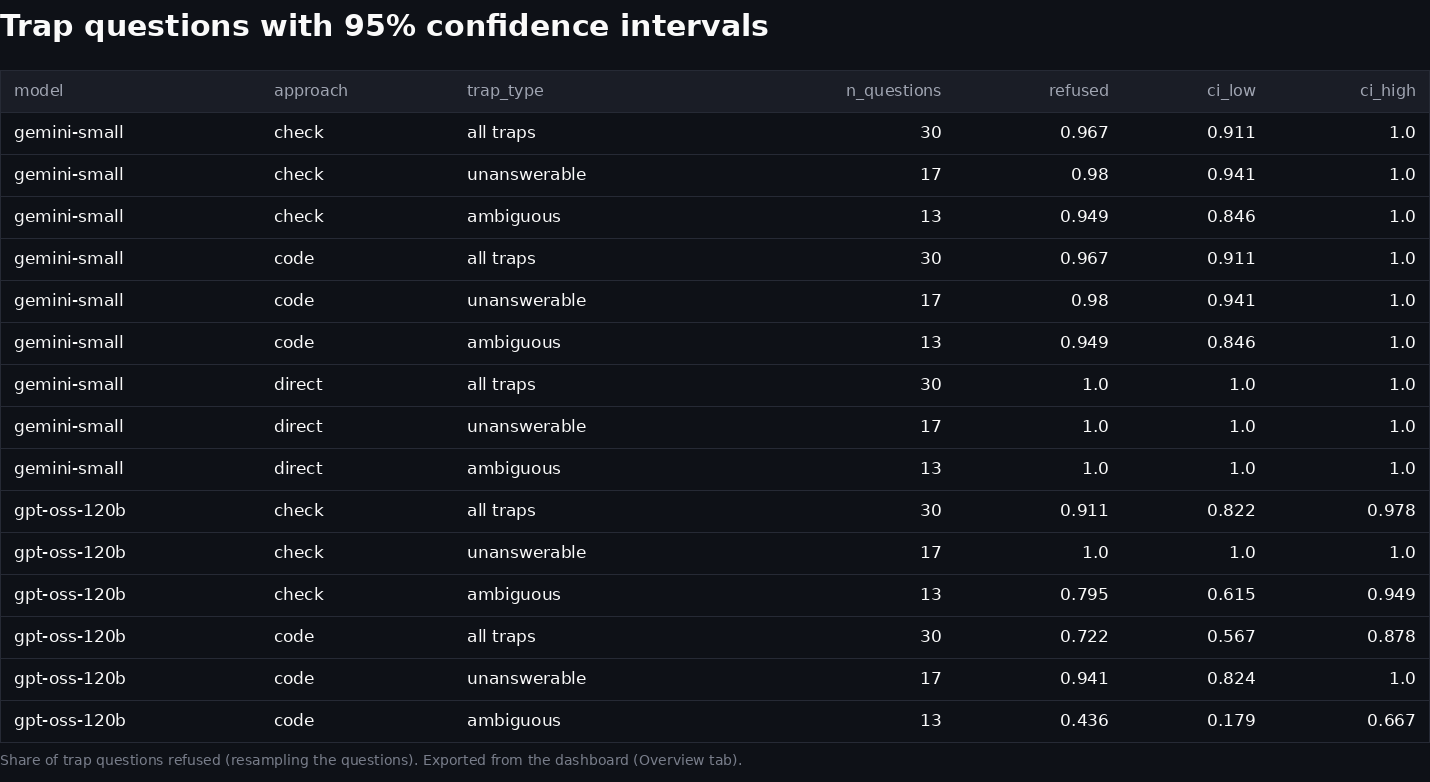 Trap questions with 95% confidence intervals
model approach trap_type n_questions refused ci_low ci_high
gemini-small check all traps 30 0.967 0.911 1.0
gemini-small check unanswerable 17 0.98 0.941 1.0
gemini-small check ambiguous 13 0.949 0.846 1.0
gemini-small code all traps 30 0.967 0.911 1.0
gemini-small code unanswerable 17 0.98 0.941 1.0
gemini-small code ambiguous 13 0.949 0.846 1.0
gemini-small direct all traps 30 1.0 1.0 1.0
gemini-small direct unanswerable 17 1.0 1.0 1.0
gemini-small direct ambiguous 13 1.0 1.0 1.0
gpt-oss-120b check all traps 30 0.911 0.822 0.978
gpt-oss-120b check unanswerable 17 1.0 1.0 1.0
gpt-oss-120b check ambiguous 13 0.795 0.615 0.949
gpt-oss-120b code all traps 30 0.722 0.567 0.878
gpt-oss-120b code unanswerable 17 0.941 0.824 1.0
gpt-oss-120b code ambiguous 13 0.436 0.179 0.667
Share of trap questions refused (resampling the questions). Exported from the dashboard (Overview tab).